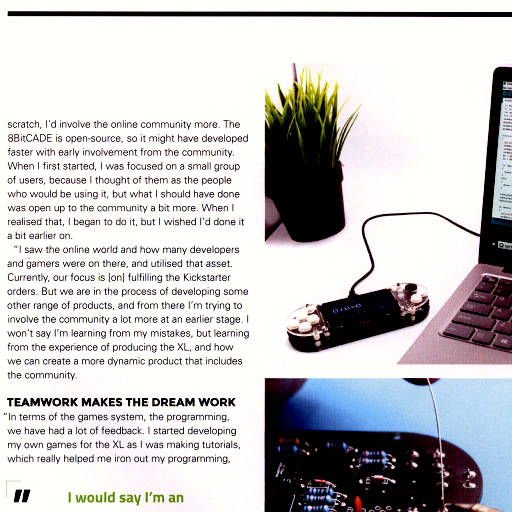 scratch, I'd involve the online community more. The
8BitCADE is open-source, so it might have developed
faster with early involvement from the community.
When I first started, I was focused on a small group
of users, because I thought of them as the people
who would be using it, but what I should have done
was open up to the community a bit more. When I
realised that, I began to do it, but I wished I'd done it
a bit earlier on.
"I saw the online world and how many developers
and gamers were on there, and utilised that asset.
Currently, our focus is [on] fulfilling the Kickstarter
orders. But we are in the process of developing some
other range of products, and from there I'm trying to
involve the community a lot more at an earlier stage. I
won't say I'm learning from my mistakes, but learning
from the experience of producing the XL, and how
we can create a more dynamic product that includes
the community.
TEAMWORK MAKES THE DREAM WORK
"In terms of the games system, the programming,
we have had a lot of feedback. I started developing
my own games for the XL as I was making tutorials,
which really helped me iron out my programming,
" I would say I'm an